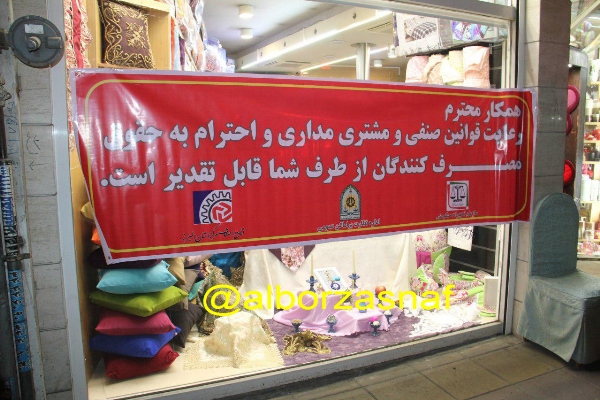 همکار محترم
رعایت قوانین صنفی و مشتری مداری و احترام به حقوق
مصرف کنندگان از طرف شما قابل تقدیر است.
@alborzasnaf